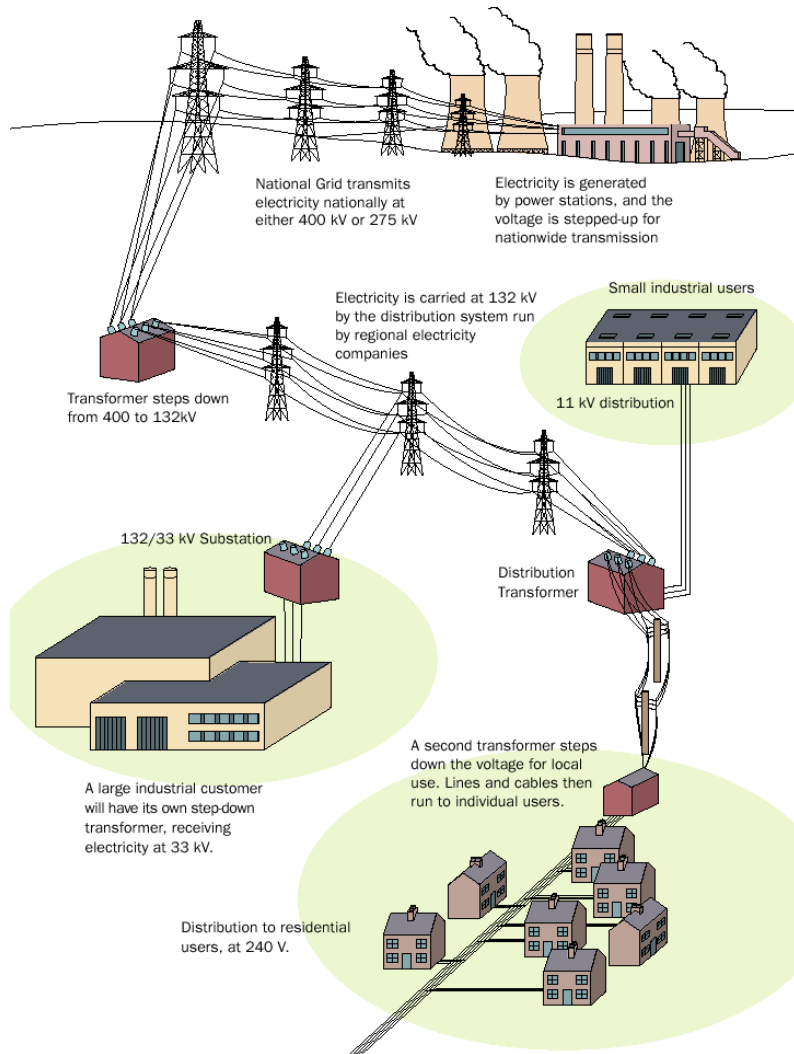 National Grid transmits
electricity nationally at
either 400 kV or 275 kV
Electricity is generated
by power stations, and the
voltage is stepped-up for
nationwide transmission
Electricity is carried at 132 kV
by the distribution system run
by regional electricity
companies
Small industrial users
11 kV distribution
Transformer steps down
from 400 to 132kV
132/33 kV Substation
Distribution
Transformer
A large industrial customer
will have its own step-down
transformer, receiving
electricity at 33 kV.
A second transformer steps
down the voltage for local
use. Lines and cables then
run to individual users.
Distribution to residential
users, at 240 V.